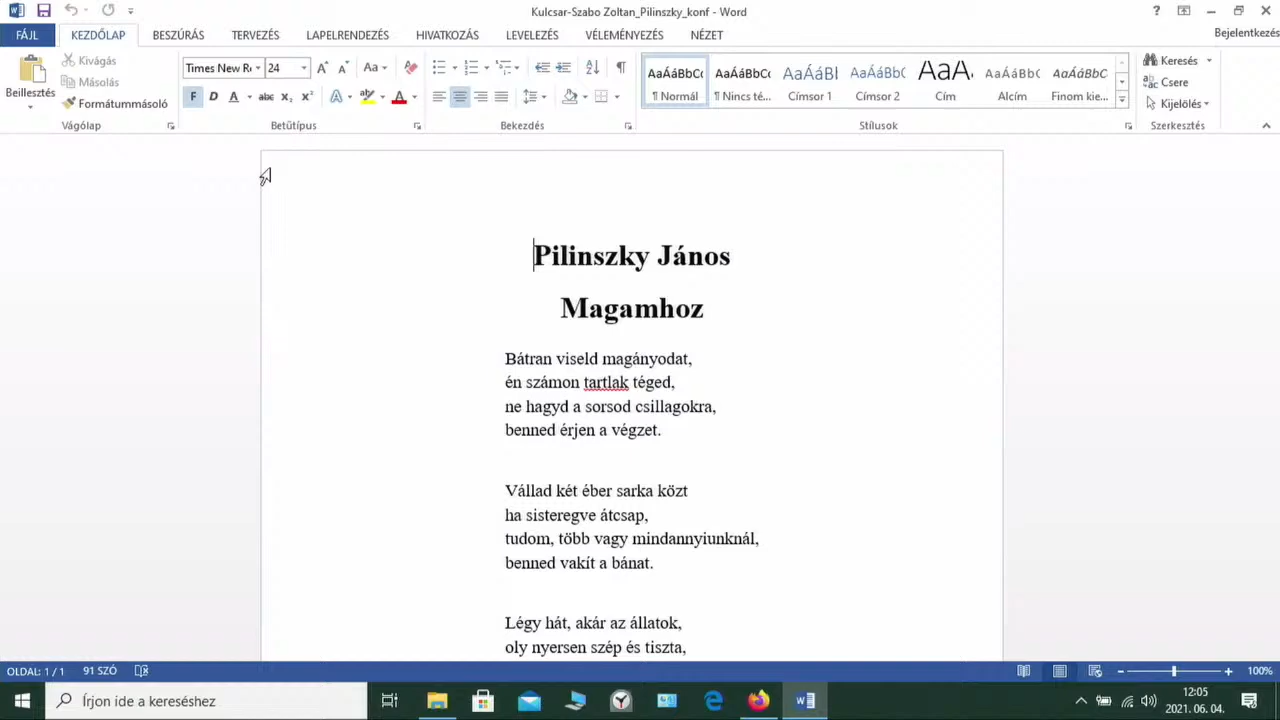 Kulcsar-Szabo Zoltan_Pilinszky_konf - Word
FÁJL KEZDŐLAP BESZÚRÁS TERVEZÉS LAPELRENDEZÉS HIVATKOZÁS LEVELEZÉS VÉLEMÉNYEZÉS NÉZET Bejelentkezés
Beillesztés
Kivágás
Másolás
Formátummásoló
Vágólap
Times New R 24
Betűtípus
Bekezdés
AaÁáBbCc AaÁáBbCc AaÁáBl AaÁáBbC AaÁ AaÁáBbC AaÁáBbC
¶ Normál ¶ Nincs té... Címsor 1 Címsor 2 Cím Alcím Finom kie...
Stílusok
Keresés
Csere
Kijelölés
Szerkesztés
Pilinszky János
Magamhoz
Bátran viseld magányodat,
én számon tartlak téged,
ne hagyd a sorsod csillagokra,
benned érjen a végzet.
Vállad két éber sarka közt
ha sisteregve átcsap,
tudom, több vagy mindannyiunknál,
benned vakít a bánat.
Légy hát, akár az állatok,
oly nyersen szép és tiszta,
OLDAL: 1 / 1 91 SZÓ 100%
Írjon ide a kereséshez
12:05
2021. 06. 04.